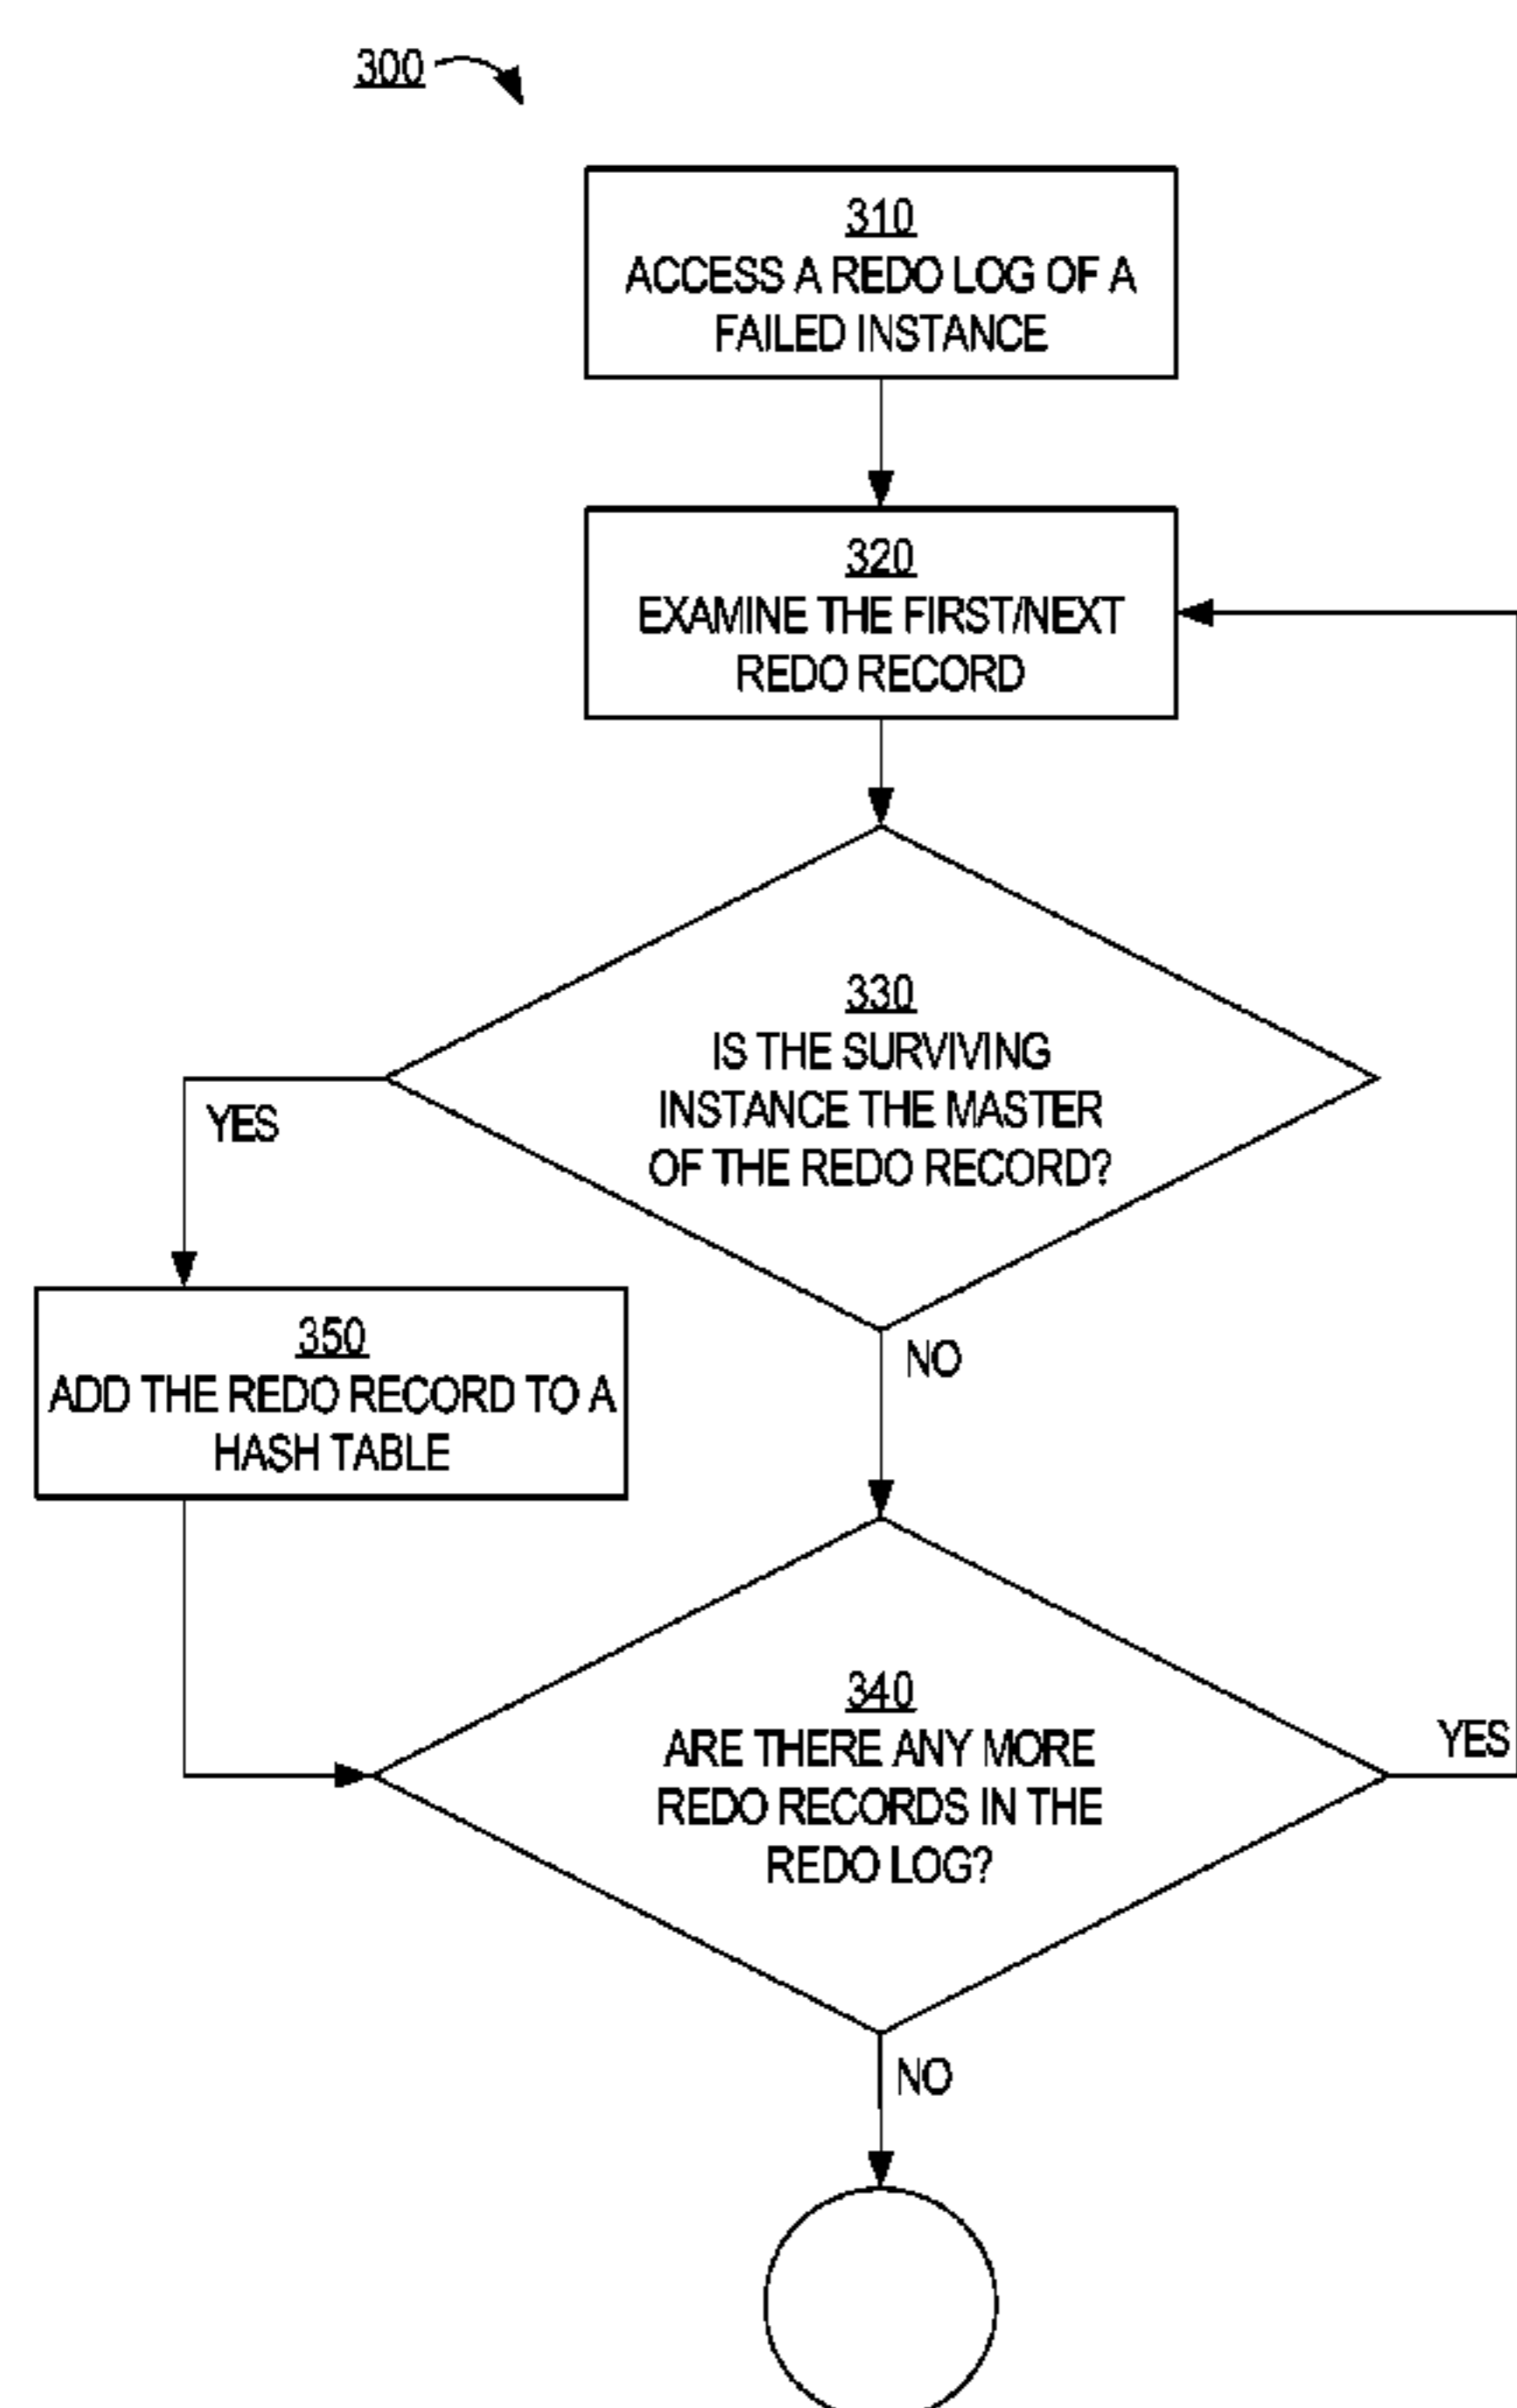 300
310
ACCESS A REDO LOG OF A
FAILED INSTANCE
320
EXAMINE THE FIRST/NEXT
REDO RECORD
330
IS THE SURVIVING
INSTANCE THE MASTER
OF THE REDO RECORD?
YES
NO
350
ADD THE REDO RECORD TO A
HASH TABLE
340
ARE THERE ANY MORE
REDO RECORDS IN THE
REDO LOG?
YES
NO